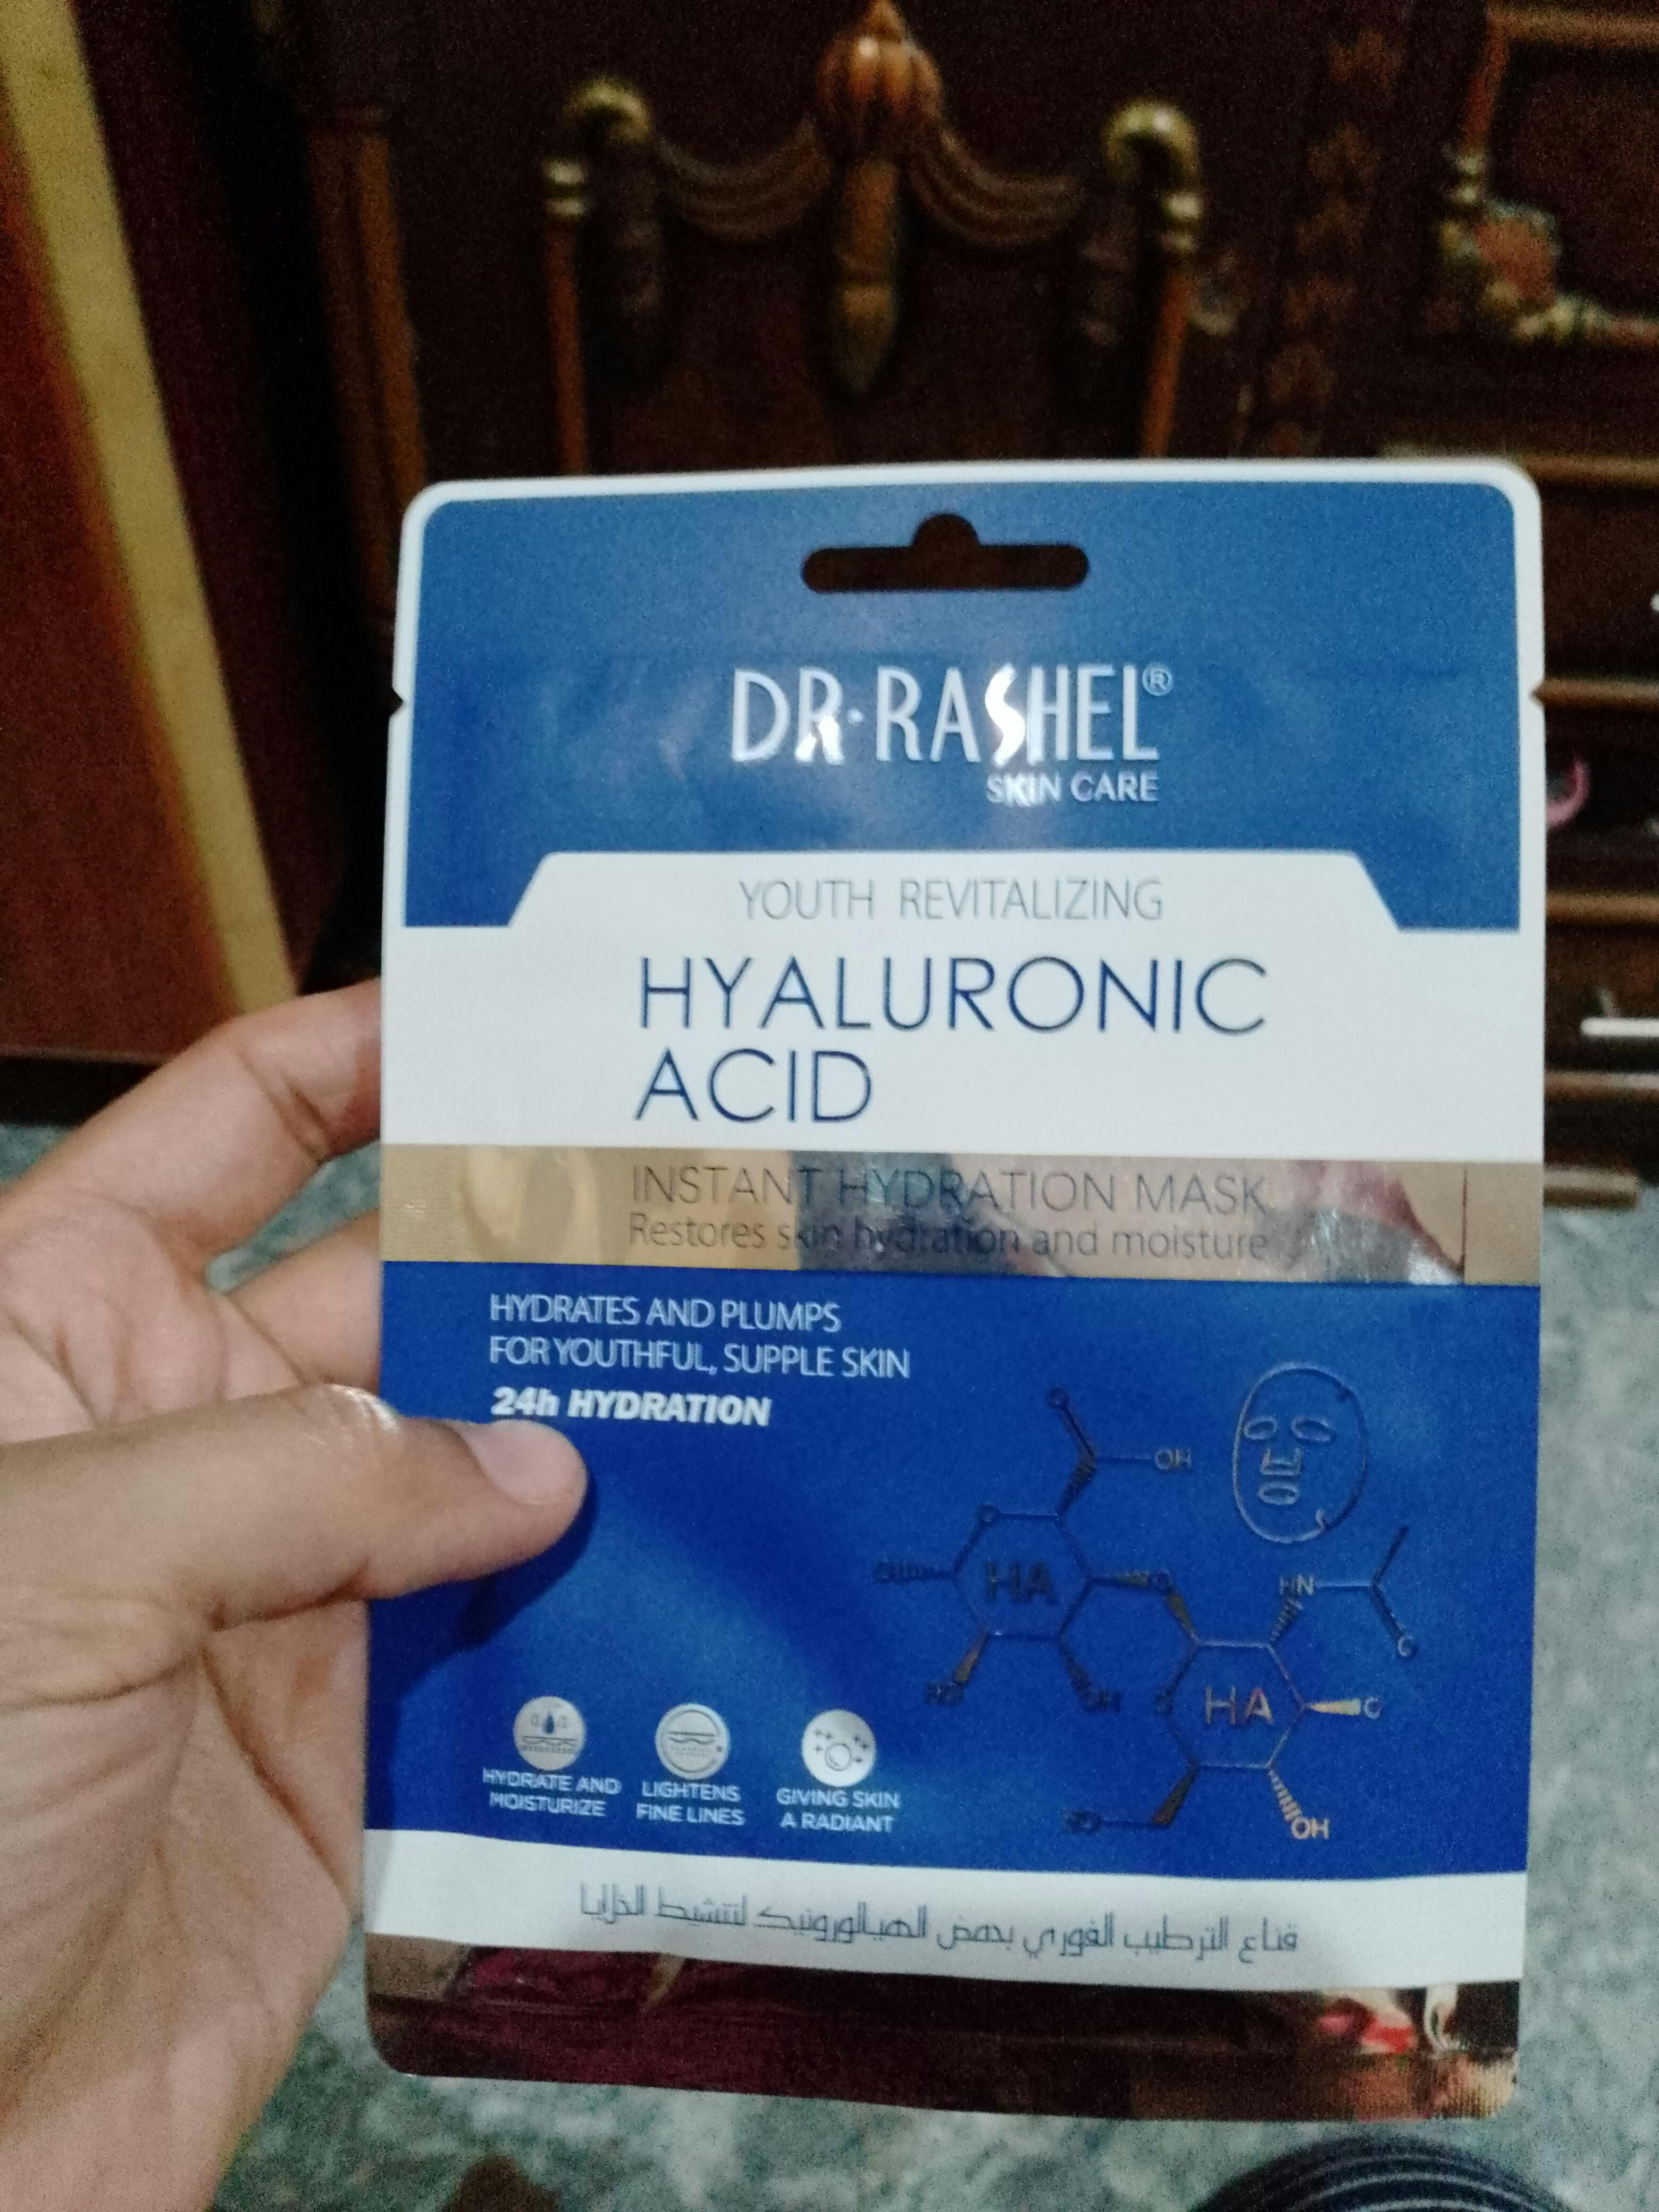 DR·RASHEL®
SKIN CARE
YOUTH REVITALIZING
HYALURONIC
ACID
INSTANT HYDRATION MASK
Restores skin hydration and moisture
HYDRATES AND PLUMPS
FOR YOUTHFUL, SUPPLE SKIN
24h HYDRATION
OH
HA
HN
O
HO
OH
HA
O
OH
HYDRATE AND
MOISTURIZE
LIGHTENS
FINE LINES
GIVING SKIN
A RADIANT
قناع الترطيب الفوري بحمض الهيالورونيك لتنشيط الخلايا